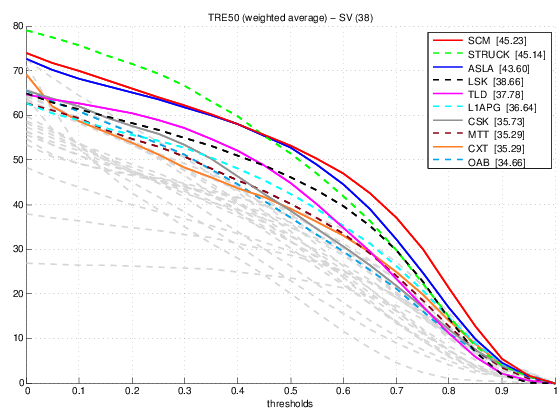 TRE50 (weighted average) – SV (38)
80
70
60
50
40
30
20
10
0
SCM [45.23]
STRUCK [45.14]
ASLA [43.60]
LSK [38.66]
TLD [37.78]
L1APG [36.64]
CSK [35.73]
MTT [35.29]
CXT [35.29]
OAB [34.66]
0 0.1 0.2 0.3 0.4 0.5 0.6 0.7 0.8 0.9 1
thresholds